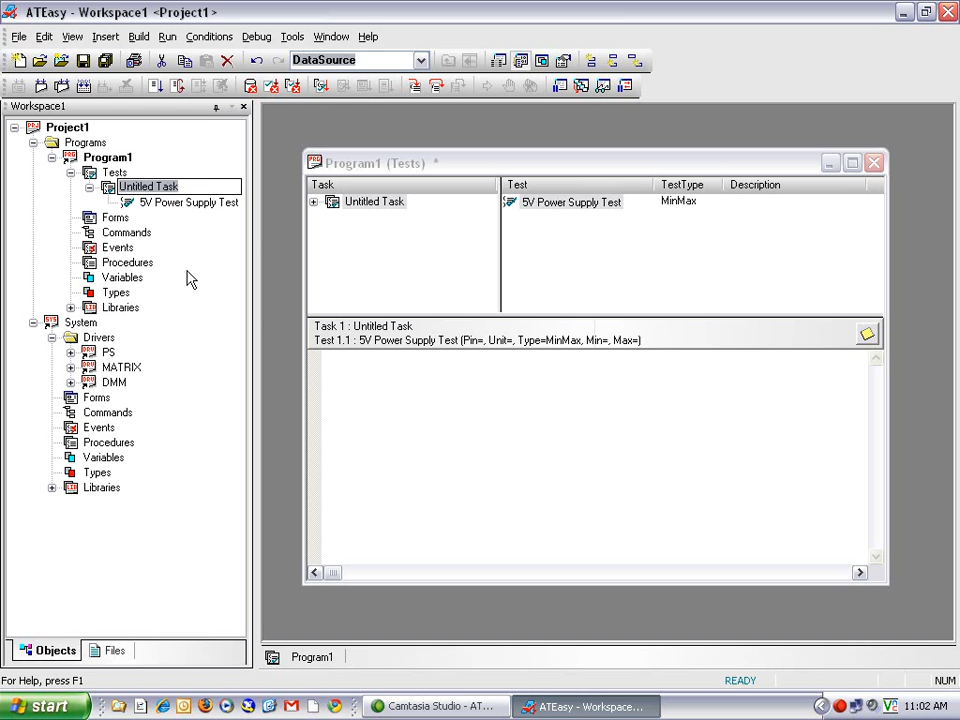 ATEasy - Workspace1 <Project1>
File Edit View Insert Build Run Conditions Debug Tools Window Help
DataSource
Workspace1
Project1
Programs
Program1
Tests
Untitled Task
5V Power Supply Test
Forms
Commands
Events
Procedures
Variables
Types
Libraries
System
Drivers
PS
MATRIX
DMM
Forms
Commands
Events
Procedures
Variables
Types
Libraries
Objects Files
Program1 (Tests) *
Task Test TestType Description
Untitled Task 5V Power Supply Test MinMax
Task 1 : Untitled Task
Test 1.1 : 5V Power Supply Test (Pin=, Unit=, Type=MinMax, Min=, Max=)
Program1
For Help, press F1 READY NUM
start Camtasia Studio - AT... ATEasy - Workspace... 11:02 AM